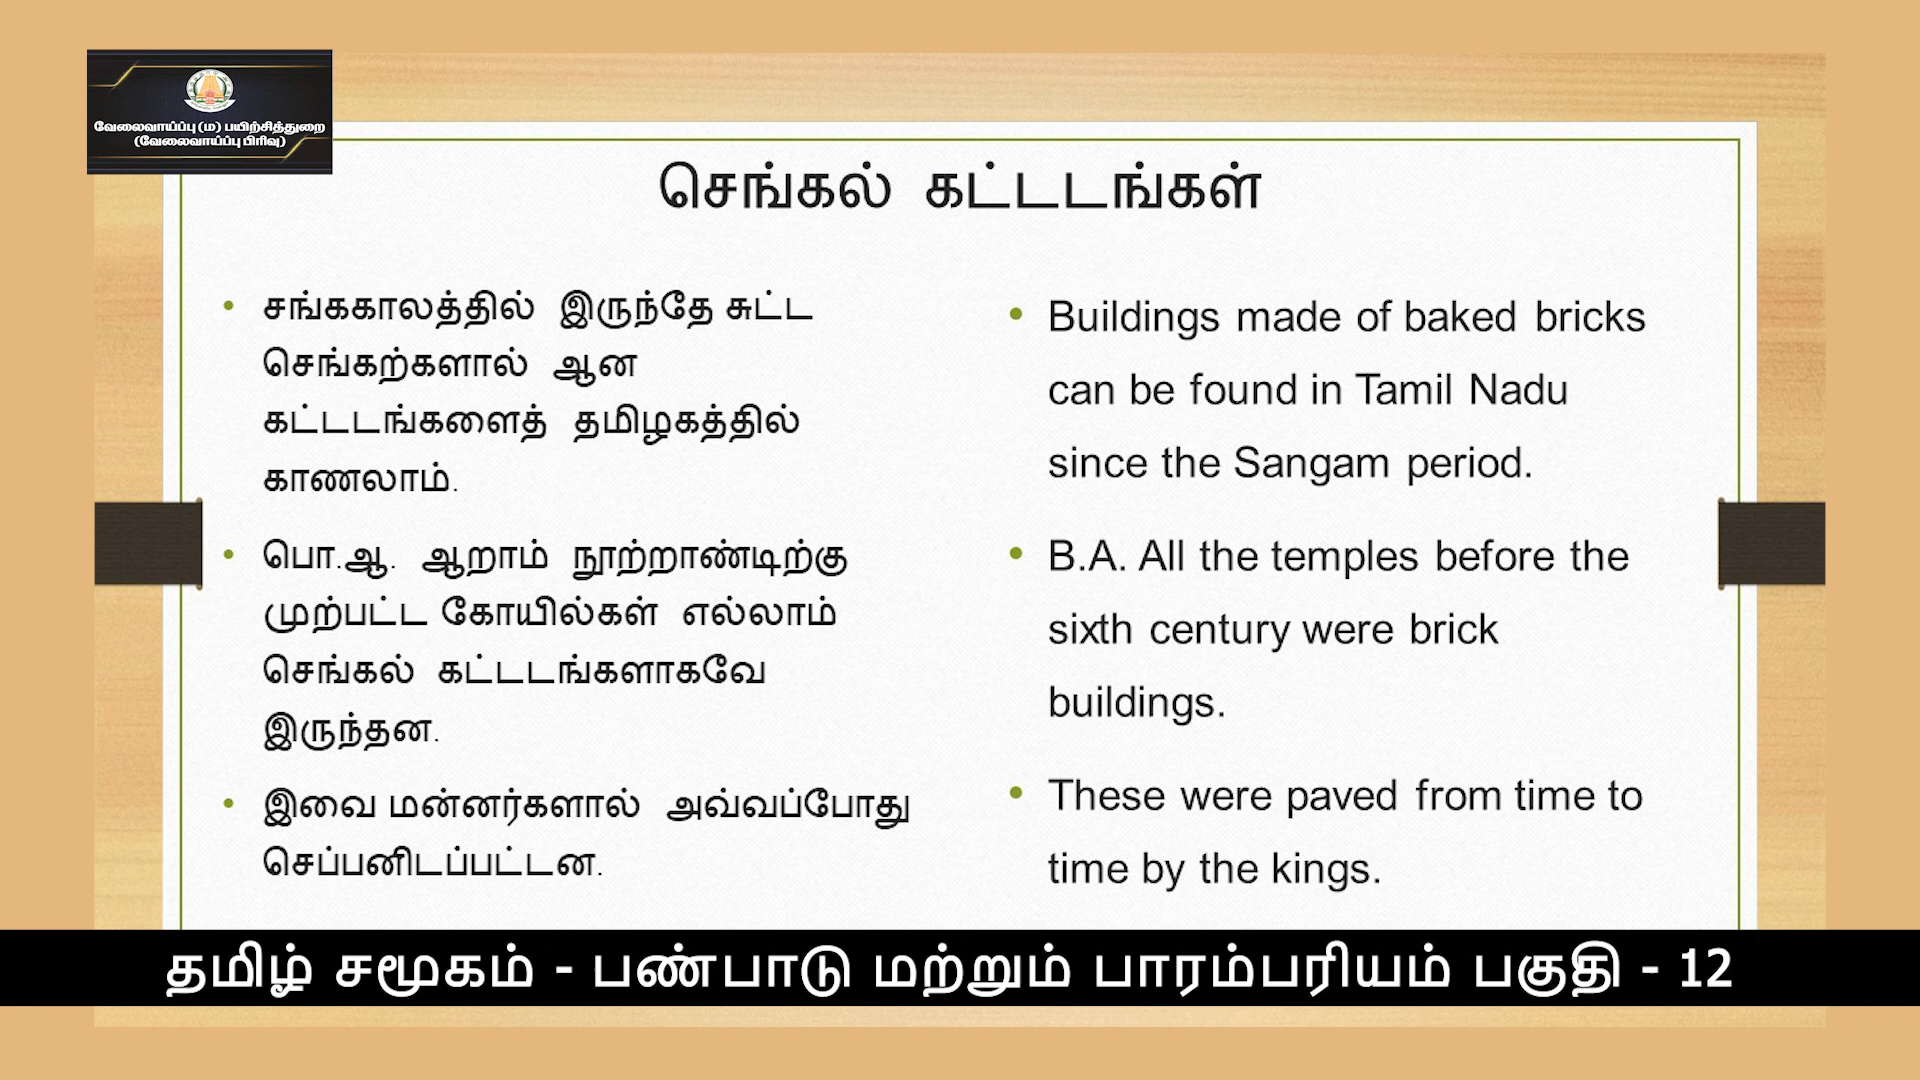 வேலைவாய்ப்பு (ம) பயிற்சித்துறை
(வேலைவாய்ப்பு பிரிவு)
செங்கல் கட்டடங்கள்
• சங்ககாலத்தில் இருந்தே சுட்ட
செங்கற்களால் ஆன
கட்டடங்களைத் தமிழகத்தில்
காணலாம்.
• பொ.ஆ. ஆறாம் நூற்றாண்டிற்கு
முற்பட்ட கோயில்கள் எல்லாம்
செங்கல் கட்டடங்களாகவே
இருந்தன.
• இவை மன்னர்களால் அவ்வப்போது
செப்பனிடப்பட்டன.
• Buildings made of baked bricks
can be found in Tamil Nadu
since the Sangam period.
• B.A. All the temples before the
sixth century were brick
buildings.
• These were paved from time to
time by the kings.
தமிழ் சமூகம் - பண்பாடு மற்றும் பாரம்பரியம் பகுதி - 12